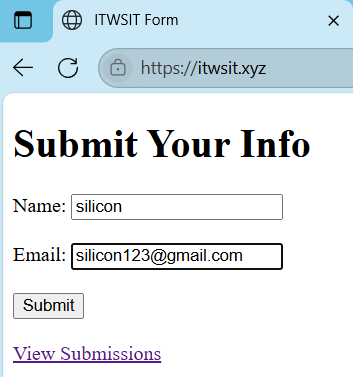 ITWSIT Form
https://itwsit.xyz
Submit Your Info
Name: silicon
Email: silicon123@gmail.com
Submit
View Submissions